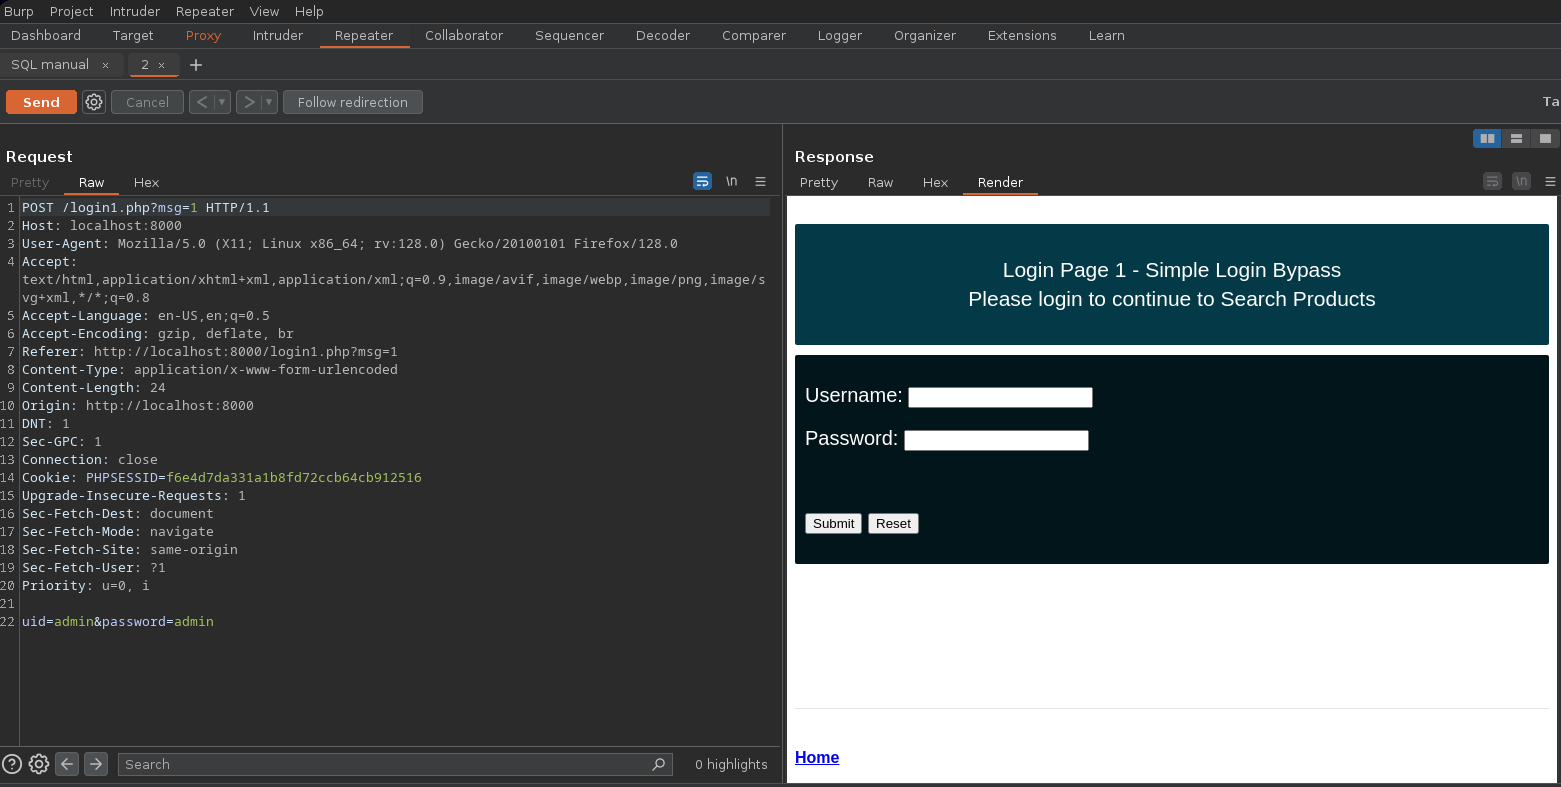 Burp Project Intruder Repeater View Help
Dashboard Target Proxy Intruder Repeater Collaborator Sequencer Decoder Comparer Logger Organizer Extensions Learn
SQL manual × 2 × +
Send Cancel < ▼ > ▼ Follow redirection Ta
Request
Pretty Raw Hex \n
1 POST /login1.php?msg=1 HTTP/1.1
2 Host: localhost:8000
3 User-Agent: Mozilla/5.0 (X11; Linux x86_64; rv:128.0) Gecko/20100101 Firefox/128.0
4 Accept:
text/html,application/xhtml+xml,application/xml;q=0.9,image/avif,image/webp,image/png,image/s
vg+xml,*/*;q=0.8
5 Accept-Language: en-US,en;q=0.5
6 Accept-Encoding: gzip, deflate, br
7 Referer: http://localhost:8000/login1.php?msg=1
8 Content-Type: application/x-www-form-urlencoded
9 Content-Length: 24
10 Origin: http://localhost:8000
11 DNT: 1
12 Sec-GPC: 1
13 Connection: close
14 Cookie: PHPSESSID=f6e4d7da331a1b8fd72ccb64cb912516
15 Upgrade-Insecure-Requests: 1
16 Sec-Fetch-Dest: document
17 Sec-Fetch-Mode: navigate
18 Sec-Fetch-Site: same-origin
19 Sec-Fetch-User: ?1
20 Priority: u=0, i
21
22 uid=admin&password=admin
? Search 0 highlights
Response
Pretty Raw Hex Render \n
Login Page 1 - Simple Login Bypass
Please login to continue to Search Products
Username:
Password:
Submit Reset
Home